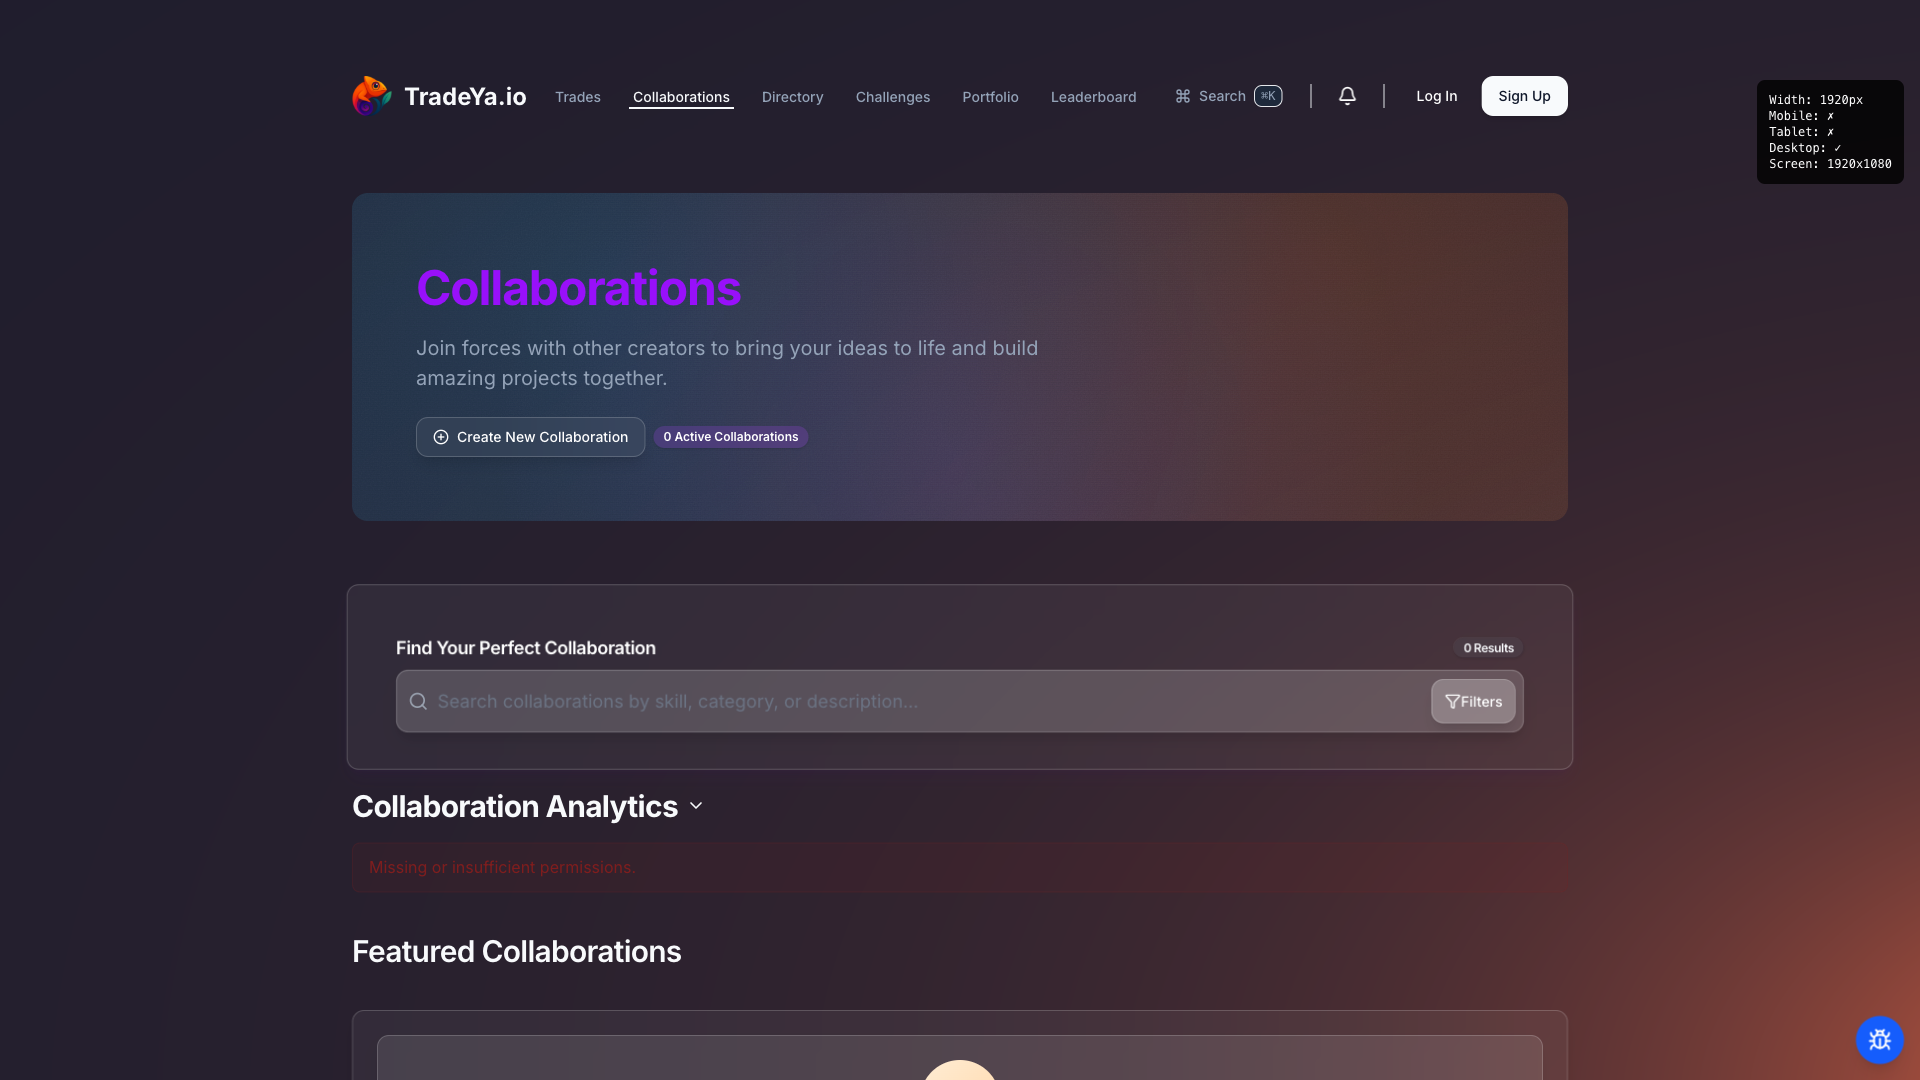 TradeYa.io
Trades
Collaborations
Directory
Challenges
Portfolio
Leaderboard
Search ⌘K
Log In
Sign Up
Width: 1920px
Mobile: ✗
Tablet: ✗
Desktop: ✓
Screen: 1920x1080
Collaborations
Join forces with other creators to bring your ideas to life and build
amazing projects together.
Create New Collaboration
0 Active Collaborations
Find Your Perfect Collaboration
0 Results
Search collaborations by skill, category, or description...
Filters
Collaboration Analytics
Missing or insufficient permissions.
Featured Collaborations